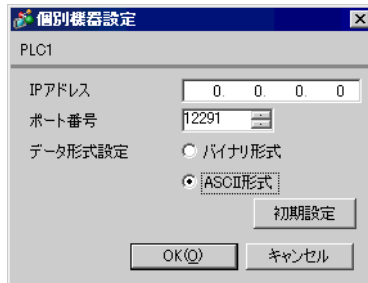 個別機器設定
PLC1
IPアドレス 0. 0. 0. 0
ポート番号 12291
データ形式設定 バイナリ形式
ASCII形式
初期設定
OK(O) キャンセル